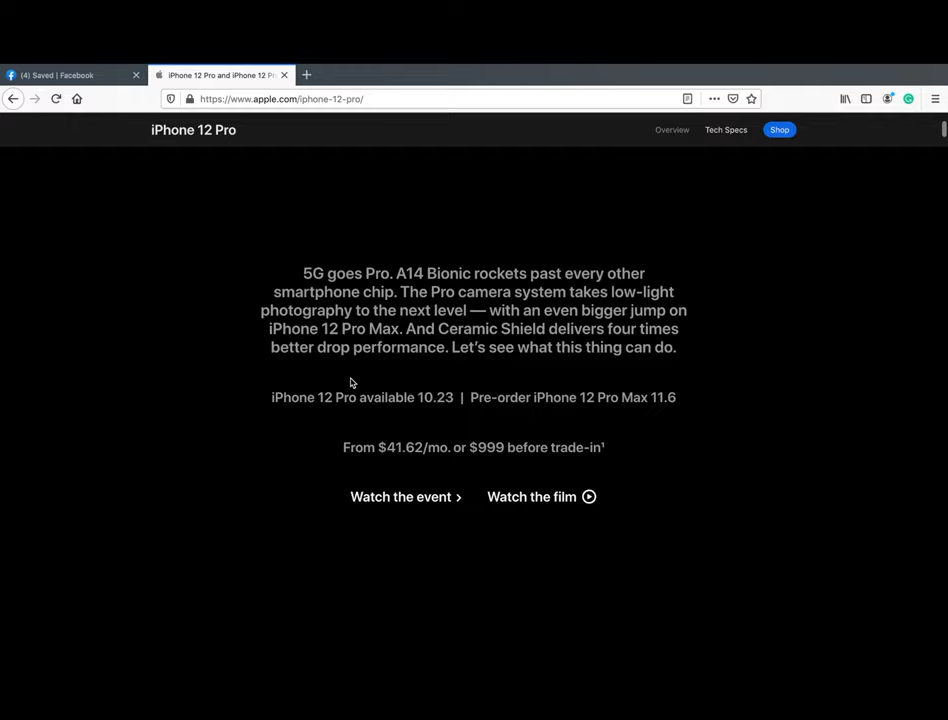 (4) Saved | Facebook
iPhone 12 Pro and iPhone 12 Pr
https://www.apple.com/iphone-12-pro/
iPhone 12 Pro
Overview
Tech Specs
Shop
5G goes Pro. A14 Bionic rockets past every other
smartphone chip. The Pro camera system takes low-light
photography to the next level — with an even bigger jump on
iPhone 12 Pro Max. And Ceramic Shield delivers four times
better drop performance. Let's see what this thing can do.
iPhone 12 Pro available 10.23 | Pre-order iPhone 12 Pro Max 11.6
From $41.62/mo. or $999 before trade-in¹
Watch the event ›
Watch the film